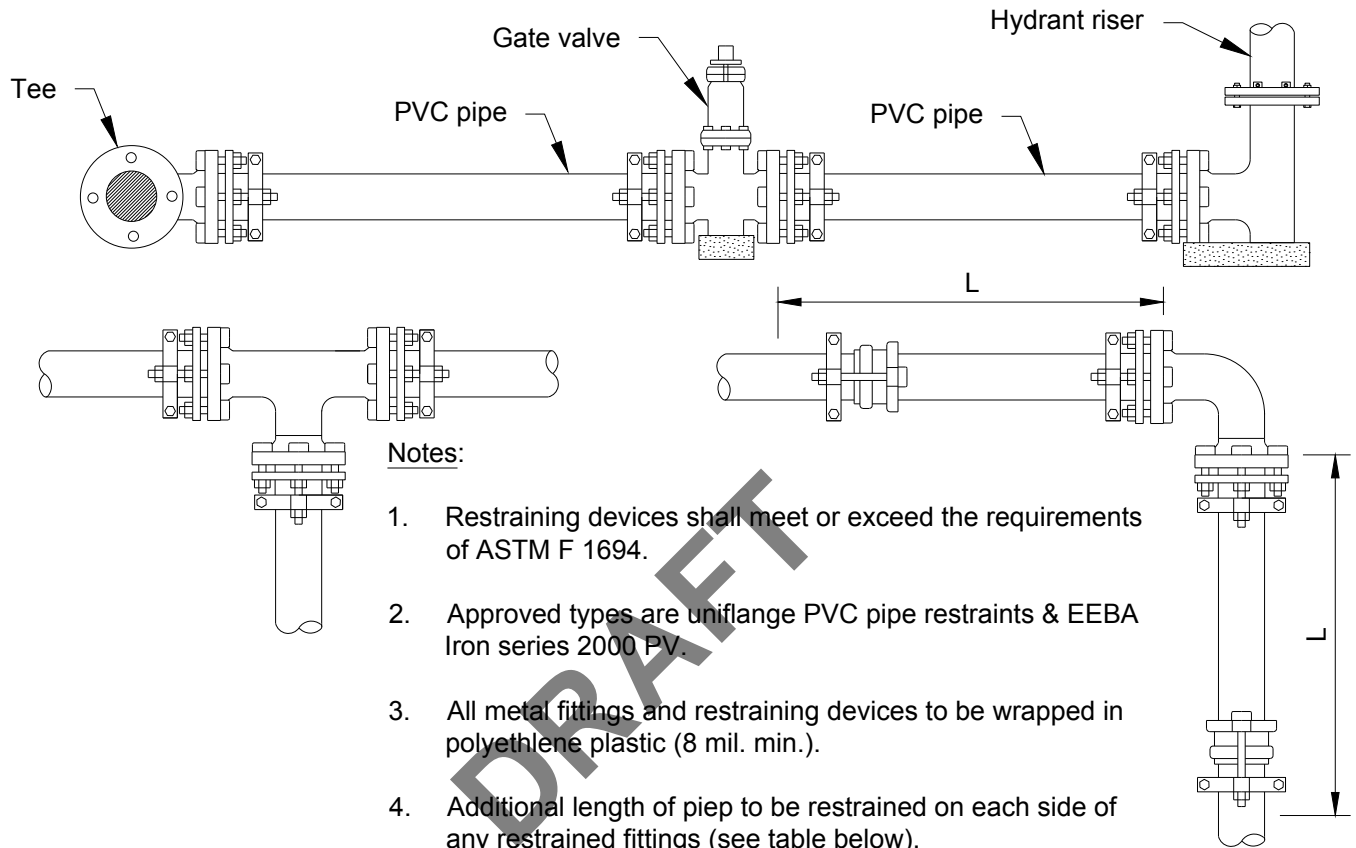 Hydrant riser
Gate valve
Tee
PVC pipe
PVC pipe
L
Notes:
1. Restraining devices shall meet or exceed the requirements
of ASTM F 1694.
2. Approved types are uniflange PVC pipe restraints & EEBA
Iron series 2000 PV.
3. All metal fittings and restraining devices to be wrapped in
polyethlene plastic (8 mil. min.).
4. Additional length of piep to be restrained on each side of
any restrained fittings (see table below).
L
DRAFT